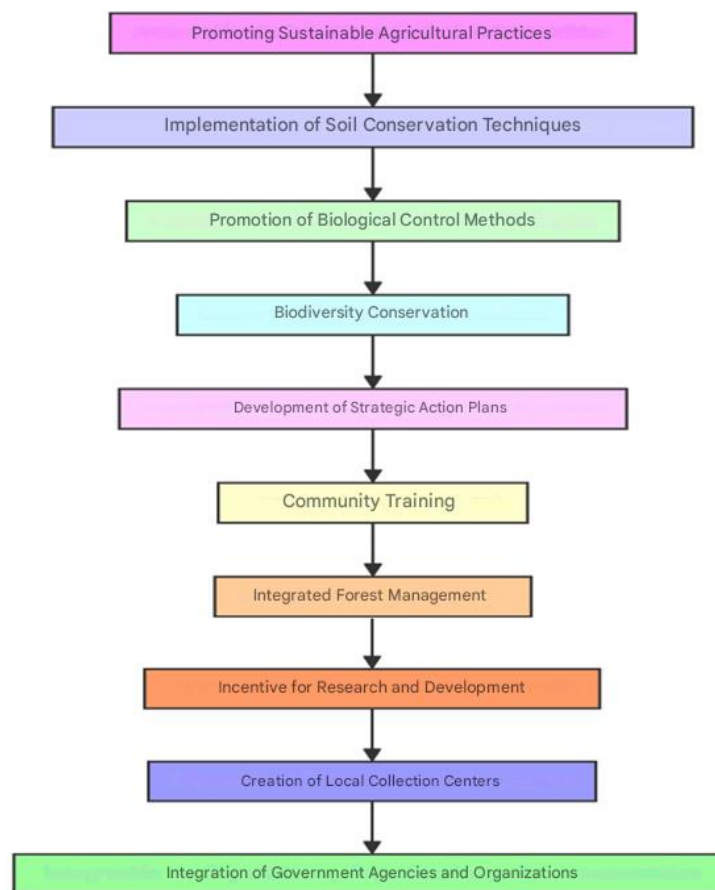 Promoting Sustainable Agricultural Practices
Implementation of Soil Conservation Techniques
Promotion of Biological Control Methods
Biodiversity Conservation
Development of Strategic Action Plans
Community Training
Integrated Forest Management
Incentive for Research and Development
Creation of Local Collection Centers
Integration of Government Agencies and Organizations